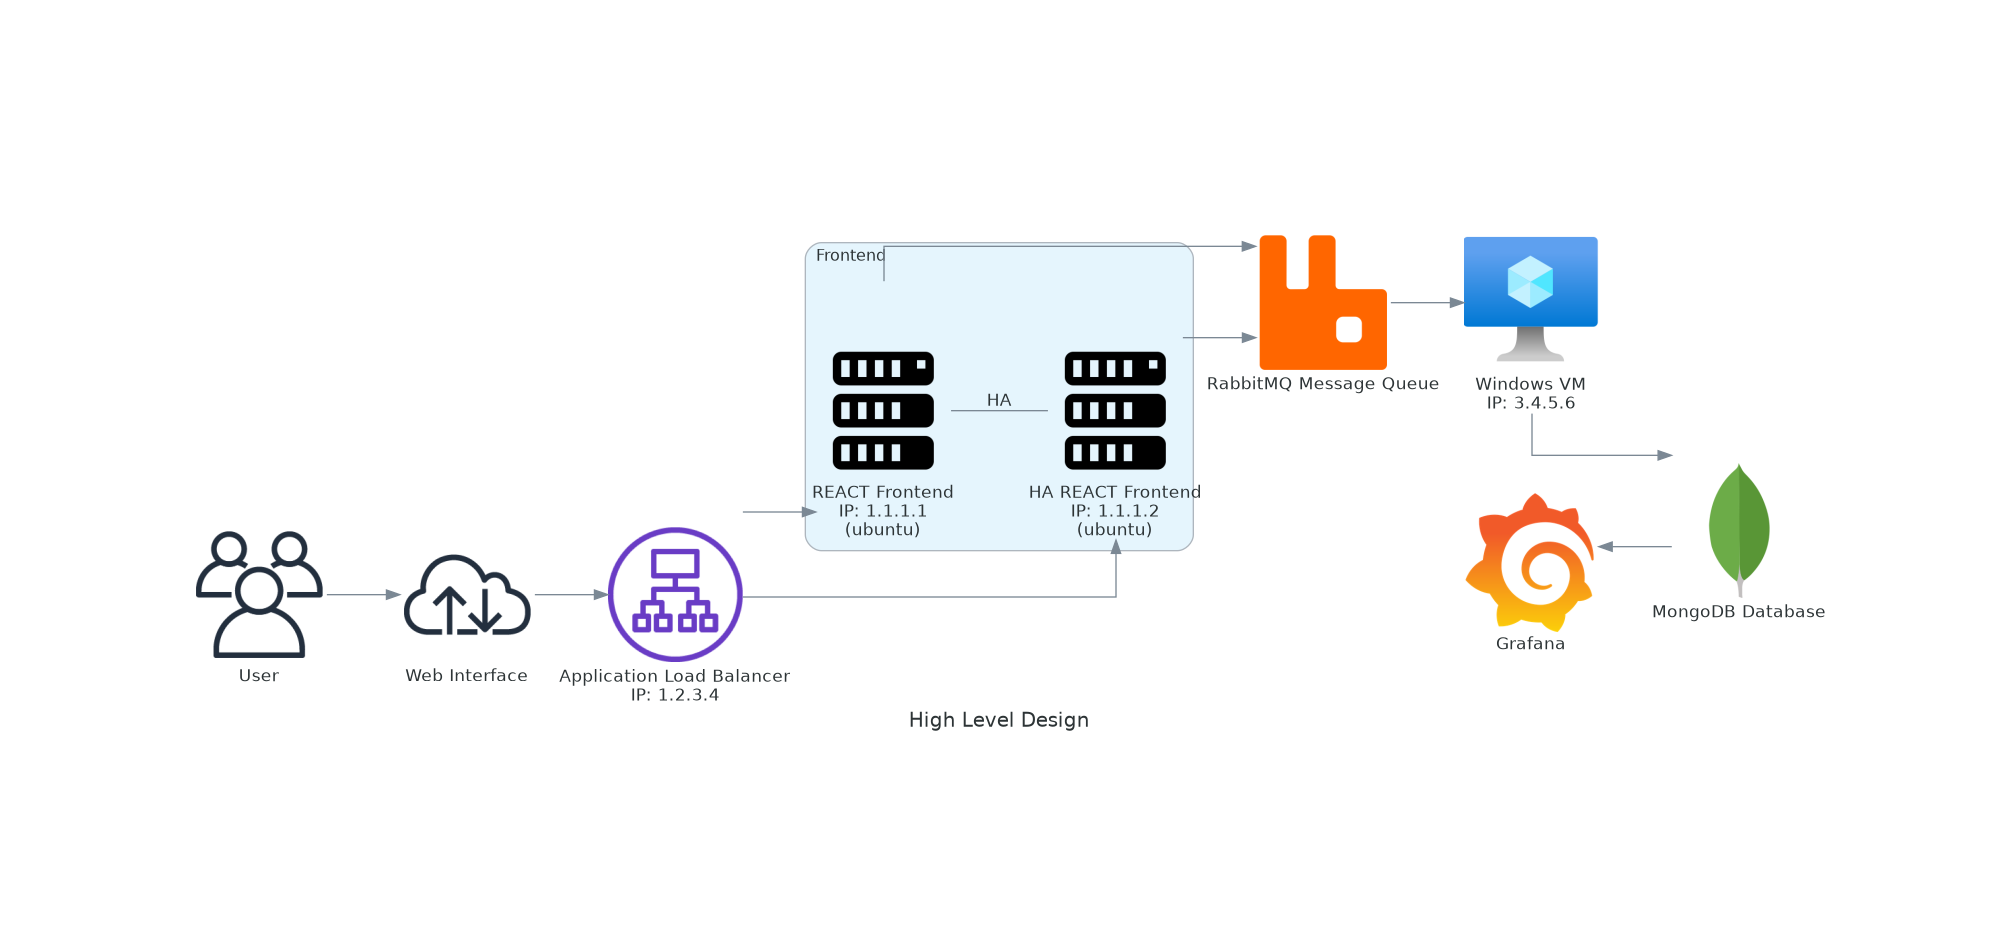 Frontend
HA
REACT Frontend
IP: 1.1.1.1
(ubuntu)
HA REACT Frontend
IP: 1.1.1.2
(ubuntu)
RabbitMQ Message Queue
Windows VM
IP: 3.4.5.6
MongoDB Database
Grafana
User
Web Interface
Application Load Balancer
IP: 1.2.3.4
High Level Design